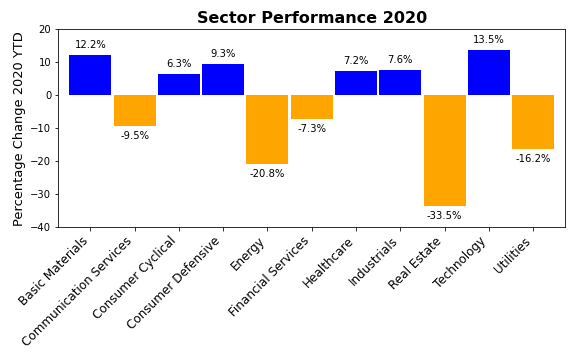 Sector Performance 2020
Percentage Change 2020 YTD
20
10
0
−10
−20
−30
−40
12.2%
-9.5%
6.3%
9.3%
-20.8%
-7.3%
7.2%
7.6%
-33.5%
13.5%
-16.2%
Basic Materials
Communication Services
Consumer Cyclical
Consumer Defensive
Energy
Financial Services
Healthcare
Industrials
Real Estate
Technology
Utilities